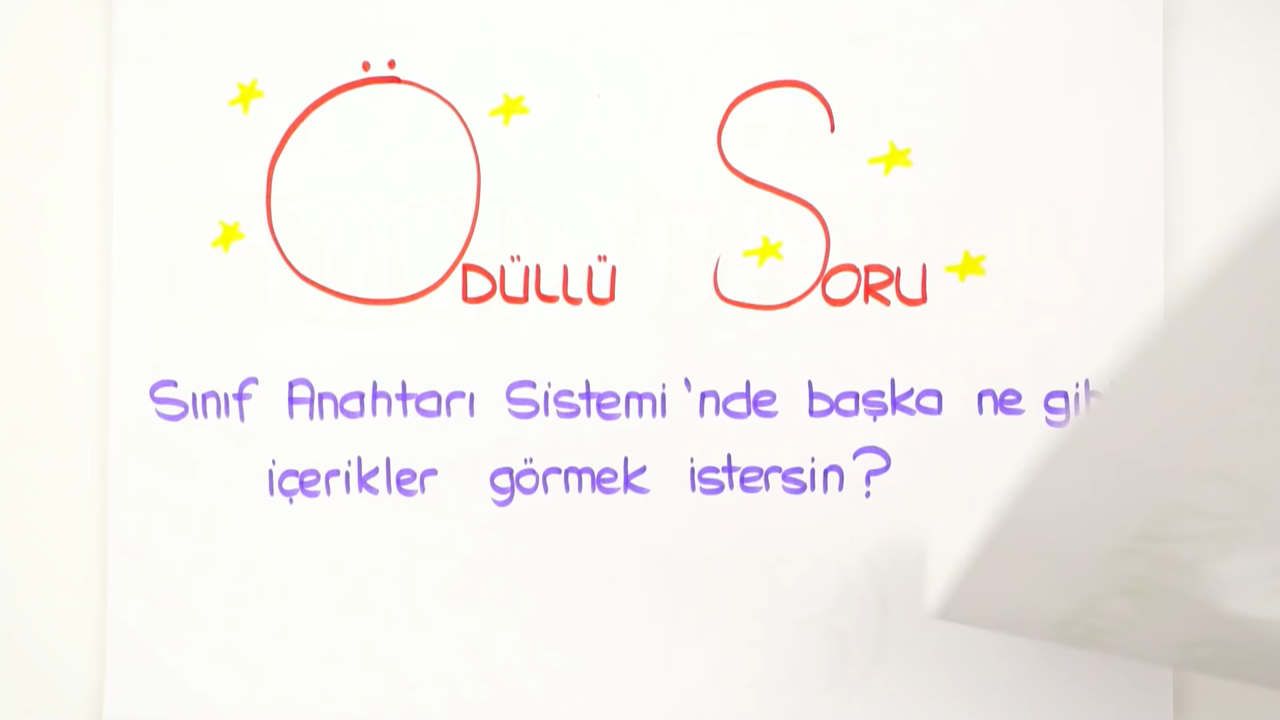 ÖDÜLLÜ SORU
Sınıf Anahtarı Sistemi'nde başka ne
içerikler görmek istersin?